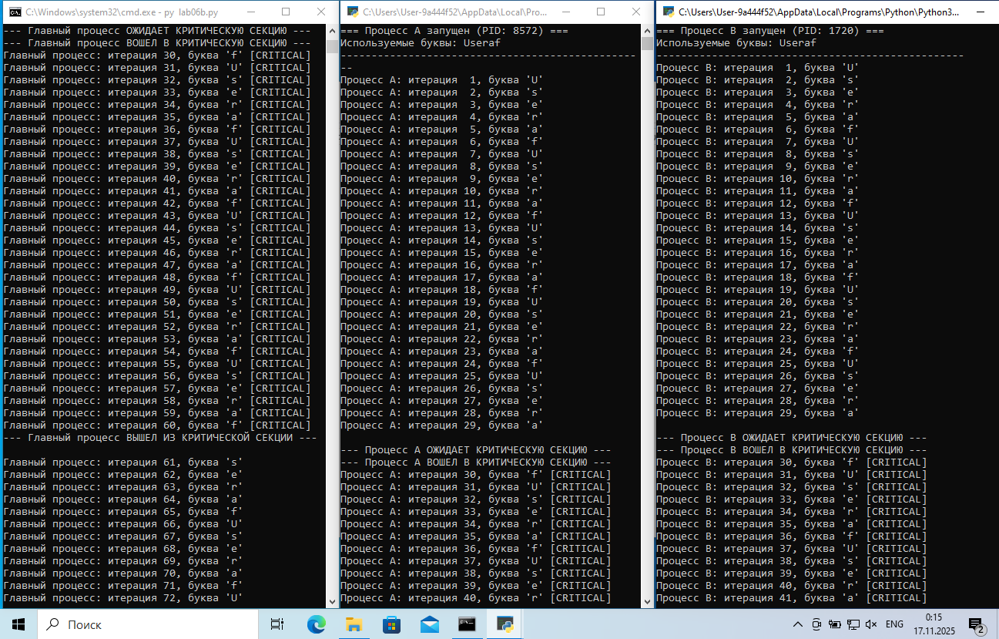 C:\Windows\system32\cmd.exe - py lab06b.py
--- Главный процесс ОЖИДАЕТ КРИТИЧЕСКУЮ СЕКЦИЮ ---
--- Главный процесс ВОШЕЛ В КРИТИЧЕСКУЮ СЕКЦИЮ ---
Главный процесс: итерация 30, буква 'f' [CRITICAL]
Главный процесс: итерация 31, буква 'U' [CRITICAL]
Главный процесс: итерация 32, буква 's' [CRITICAL]
Главный процесс: итерация 33, буква 'e' [CRITICAL]
Главный процесс: итерация 34, буква 'r' [CRITICAL]
Главный процесс: итерация 35, буква 'a' [CRITICAL]
Главный процесс: итерация 36, буква 'f' [CRITICAL]
Главный процесс: итерация 37, буква 'U' [CRITICAL]
Главный процесс: итерация 38, буква 's' [CRITICAL]
Главный процесс: итерация 39, буква 'e' [CRITICAL]
Главный процесс: итерация 40, буква 'r' [CRITICAL]
Главный процесс: итерация 41, буква 'a' [CRITICAL]
Главный процесс: итерация 42, буква 'f' [CRITICAL]
Главный процесс: итерация 43, буква 'U' [CRITICAL]
Главный процесс: итерация 44, буква 's' [CRITICAL]
Главный процесс: итерация 45, буква 'e' [CRITICAL]
Главный процесс: итерация 46, буква 'r' [CRITICAL]
Главный процесс: итерация 47, буква 'a' [CRITICAL]
Главный процесс: итерация 48, буква 'f' [CRITICAL]
Главный процесс: итерация 49, буква 'U' [CRITICAL]
Главный процесс: итерация 50, буква 's' [CRITICAL]
Главный процесс: итерация 51, буква 'e' [CRITICAL]
Главный процесс: итерация 52, буква 'r' [CRITICAL]
Главный процесс: итерация 53, буква 'a' [CRITICAL]
Главный процесс: итерация 54, буква 'f' [CRITICAL]
Главный процесс: итерация 55, буква 'U' [CRITICAL]
Главный процесс: итерация 56, буква 's' [CRITICAL]
Главный процесс: итерация 57, буква 'e' [CRITICAL]
Главный процесс: итерация 58, буква 'r' [CRITICAL]
Главный процесс: итерация 59, буква 'a' [CRITICAL]
Главный процесс: итерация 60, буква 'f' [CRITICAL]
--- Главный процесс ВЫШЕЛ ИЗ КРИТИЧЕСКОЙ СЕКЦИИ ---
Главный процесс: итерация 61, буква 's'
Главный процесс: итерация 62, буква 'e'
Главный процесс: итерация 63, буква 'r'
Главный процесс: итерация 64, буква 'a'
Главный процесс: итерация 65, буква 'f'
Главный процесс: итерация 66, буква 'U'
Главный процесс: итерация 67, буква 's'
Главный процесс: итерация 68, буква 'e'
Главный процесс: итерация 69, буква 'r'
Главный процесс: итерация 70, буква 'a'
Главный процесс: итерация 71, буква 'f'
Главный процесс: итерация 72, буква 'U'
C:\Users\User-9a444f52\AppData\Local\Pro...
=== Процесс A запущен (PID: 8572) ===
Используемые буквы: Useraf
------------------------------------------------
--
Процесс A: итерация  1, буква 'U'
Процесс A: итерация  2, буква 's'
Процесс A: итерация  3, буква 'e'
Процесс A: итерация  4, буква 'r'
Процесс A: итерация  5, буква 'a'
Процесс A: итерация  6, буква 'f'
Процесс A: итерация  7, буква 'U'
Процесс A: итерация  8, буква 's'
Процесс A: итерация  9, буква 'e'
Процесс A: итерация 10, буква 'r'
Процесс A: итерация 11, буква 'a'
Процесс A: итерация 12, буква 'f'
Процесс A: итерация 13, буква 'U'
Процесс A: итерация 14, буква 's'
Процесс A: итерация 15, буква 'e'
Процесс A: итерация 16, буква 'r'
Процесс A: итерация 17, буква 'a'
Процесс A: итерация 18, буква 'f'
Процесс A: итерация 19, буква 'U'
Процесс A: итерация 20, буква 's'
Процесс A: итерация 21, буква 'e'
Процесс A: итерация 22, буква 'r'
Процесс A: итерация 23, буква 'a'
Процесс A: итерация 24, буква 'f'
Процесс A: итерация 25, буква 'U'
Процесс A: итерация 26, буква 's'
Процесс A: итерация 27, буква 'e'
Процесс A: итерация 28, буква 'r'
Процесс A: итерация 29, буква 'a'
--- Процесс A ОЖИДАЕТ КРИТИЧЕСКУЮ СЕКЦИЮ ---
--- Процесс A ВОШЕЛ В КРИТИЧЕСКУЮ СЕКЦИЮ ---
Процесс A: итерация 30, буква 'f' [CRITICAL]
Процесс A: итерация 31, буква 'U' [CRITICAL]
Процесс A: итерация 32, буква 's' [CRITICAL]
Процесс A: итерация 33, буква 'e' [CRITICAL]
Процесс A: итерация 34, буква 'r' [CRITICAL]
Процесс A: итерация 35, буква 'a' [CRITICAL]
Процесс A: итерация 36, буква 'f' [CRITICAL]
Процесс A: итерация 37, буква 'U' [CRITICAL]
Процесс A: итерация 38, буква 's' [CRITICAL]
Процесс A: итерация 39, буква 'e' [CRITICAL]
Процесс A: итерация 40, буква 'r' [CRITICAL]
C:\Users\User-9a444f52\AppData\Local\Programs\Python\Python3...
=== Процесс B запущен (PID: 1720) ===
Используемые буквы: Useraf
--------------------------------------------------
Процесс B: итерация  1, буква 'U'
Процесс B: итерация  2, буква 's'
Процесс B: итерация  3, буква 'e'
Процесс B: итерация  4, буква 'r'
Процесс B: итерация  5, буква 'a'
Процесс B: итерация  6, буква 'f'
Процесс B: итерация  7, буква 'U'
Процесс B: итерация  8, буква 's'
Процесс B: итерация  9, буква 'e'
Процесс B: итерация 10, буква 'r'
Процесс B: итерация 11, буква 'a'
Процесс B: итерация 12, буква 'f'
Процесс B: итерация 13, буква 'U'
Процесс B: итерация 14, буква 's'
Процесс B: итерация 15, буква 'e'
Процесс B: итерация 16, буква 'r'
Процесс B: итерация 17, буква 'a'
Процесс B: итерация 18, буква 'f'
Процесс B: итерация 19, буква 'U'
Процесс B: итерация 20, буква 's'
Процесс B: итерация 21, буква 'e'
Процесс B: итерация 22, буква 'r'
Процесс B: итерация 23, буква 'a'
Процесс B: итерация 24, буква 'f'
Процесс B: итерация 25, буква 'U'
Процесс B: итерация 26, буква 's'
Процесс B: итерация 27, буква 'e'
Процесс B: итерация 28, буква 'r'
Процесс B: итерация 29, буква 'a'
--- Процесс B ОЖИДАЕТ КРИТИЧЕСКУЮ СЕКЦИЮ ---
--- Процесс B ВОШЕЛ В КРИТИЧЕСКУЮ СЕКЦИЮ ---
Процесс B: итерация 30, буква 'f' [CRITICAL]
Процесс B: итерация 31, буква 'U' [CRITICAL]
Процесс B: итерация 32, буква 's' [CRITICAL]
Процесс B: итерация 33, буква 'e' [CRITICAL]
Процесс B: итерация 34, буква 'r' [CRITICAL]
Процесс B: итерация 35, буква 'a' [CRITICAL]
Процесс B: итерация 36, буква 'f' [CRITICAL]
Процесс B: итерация 37, буква 'U' [CRITICAL]
Процесс B: итерация 38, буква 's' [CRITICAL]
Процесс B: итерация 39, буква 'e' [CRITICAL]
Процесс B: итерация 40, буква 'r' [CRITICAL]
Процесс B: итерация 41, буква 'a' [CRITICAL]
Поиск
ENG
0:15
17.11.2025
2